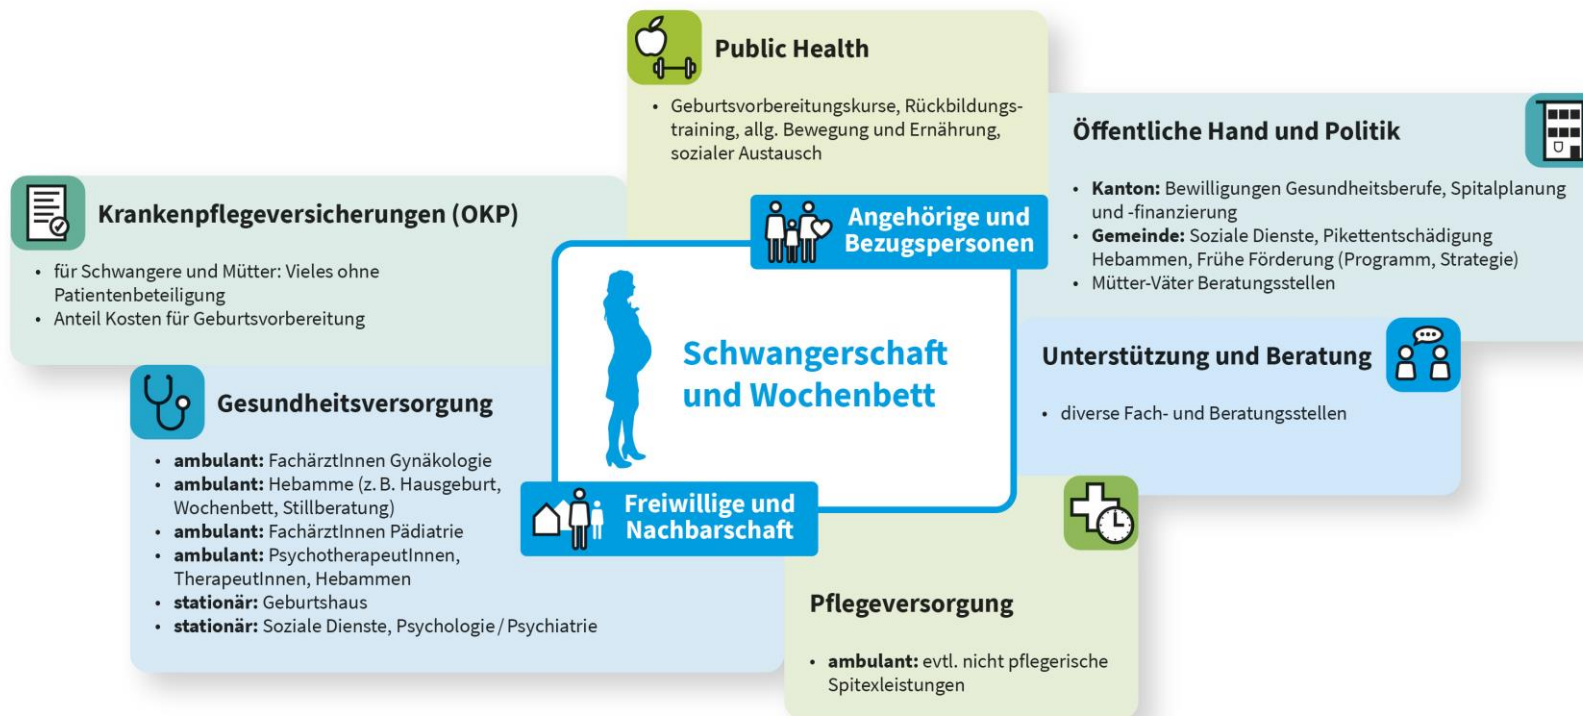 Public Health
• Geburtsvorbereitungskurse, Rückbildungs-
training, allg. Bewegung und Ernährung,
sozialer Austausch
Öffentliche Hand und Politik
• Kanton: Bewilligungen Gesundheitsberufe, Spitalplanung
und -finanzierung
• Gemeinde: Soziale Dienste, Pikettentschädigung
Hebammen, Frühe Förderung (Programm, Strategie)
• Mütter-Väter Beratungsstellen
Krankenpflegeversicherungen (OKP)
• für Schwangere und Mütter: Vieles ohne
Patientenbeteiligung
• Anteil Kosten für Geburtsvorbereitung
Angehörige und
Bezugspersonen
Schwangerschaft
und Wochenbett
Unterstützung und Beratung
• diverse Fach- und Beratungsstellen
Gesundheitsversorgung
• ambulant: FachärztInnen Gynäkologie
• ambulant: Hebamme (z. B. Hausgeburt,
Wochenbett, Stillberatung)
• ambulant: FachärztInnen Pädiatrie
• ambulant: PsychotherapeutInnen,
TherapeutInnen, Hebammen
• stationär: Geburtshaus
• stationär: Soziale Dienste, Psychologie / Psychiatrie
Freiwillige und
Nachbarschaft
Pflegeversorgung
• ambulant: evtl. nicht pflegerische
Spitexleistungen